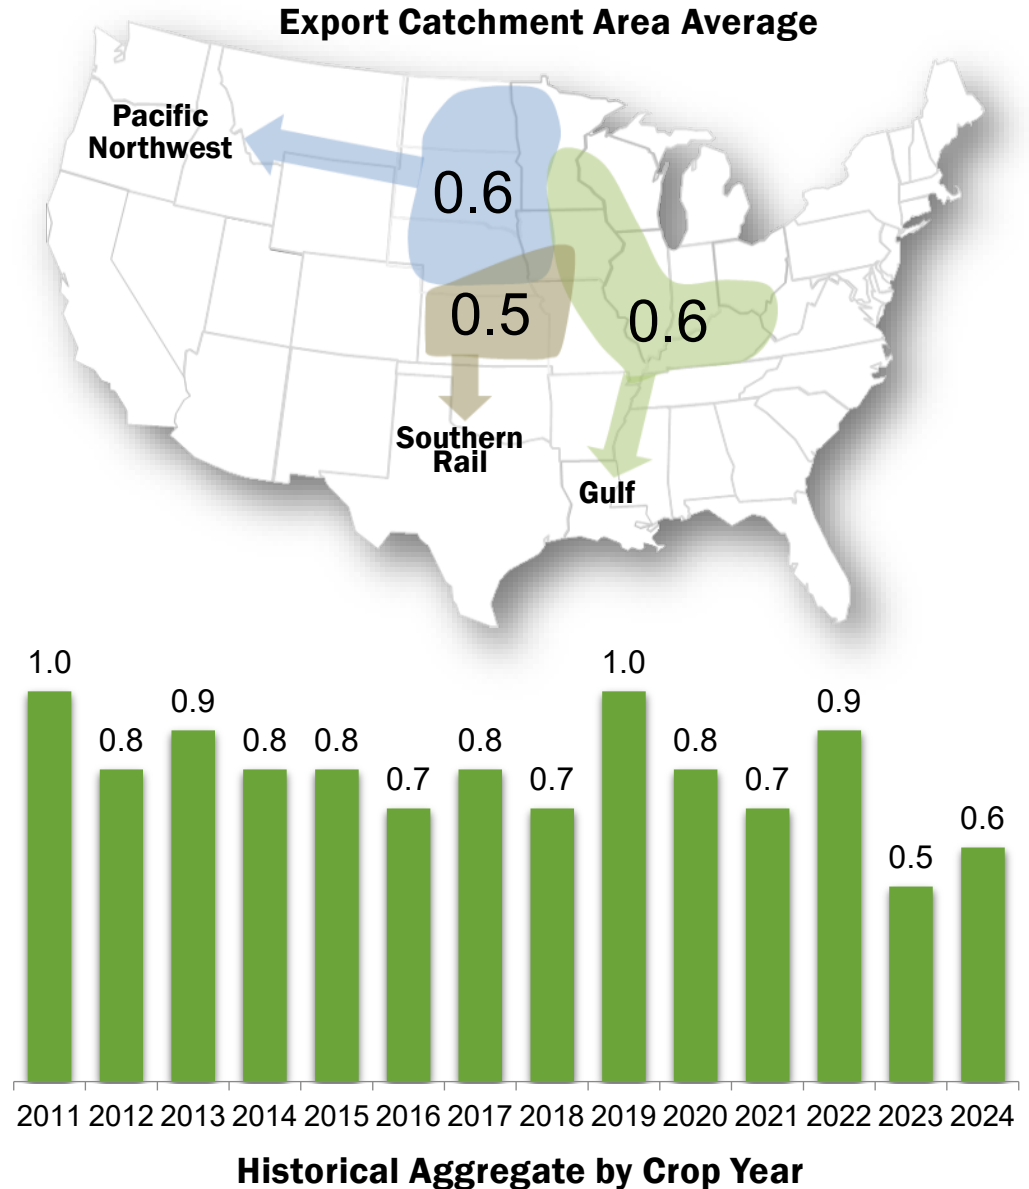 Export Catchment Area Average
Pacific
Northwest
0.6
0.5
0.6
Southern
Rail
Gulf
1.0
0.8
0.9
0.8
0.8
0.7
0.8
0.7
1.0
0.8
0.7
0.9
0.5
0.6
2011 2012 2013 2014 2015 2016 2017 2018 2019 2020 2021 2022 2023 2024
Historical Aggregate by Crop Year